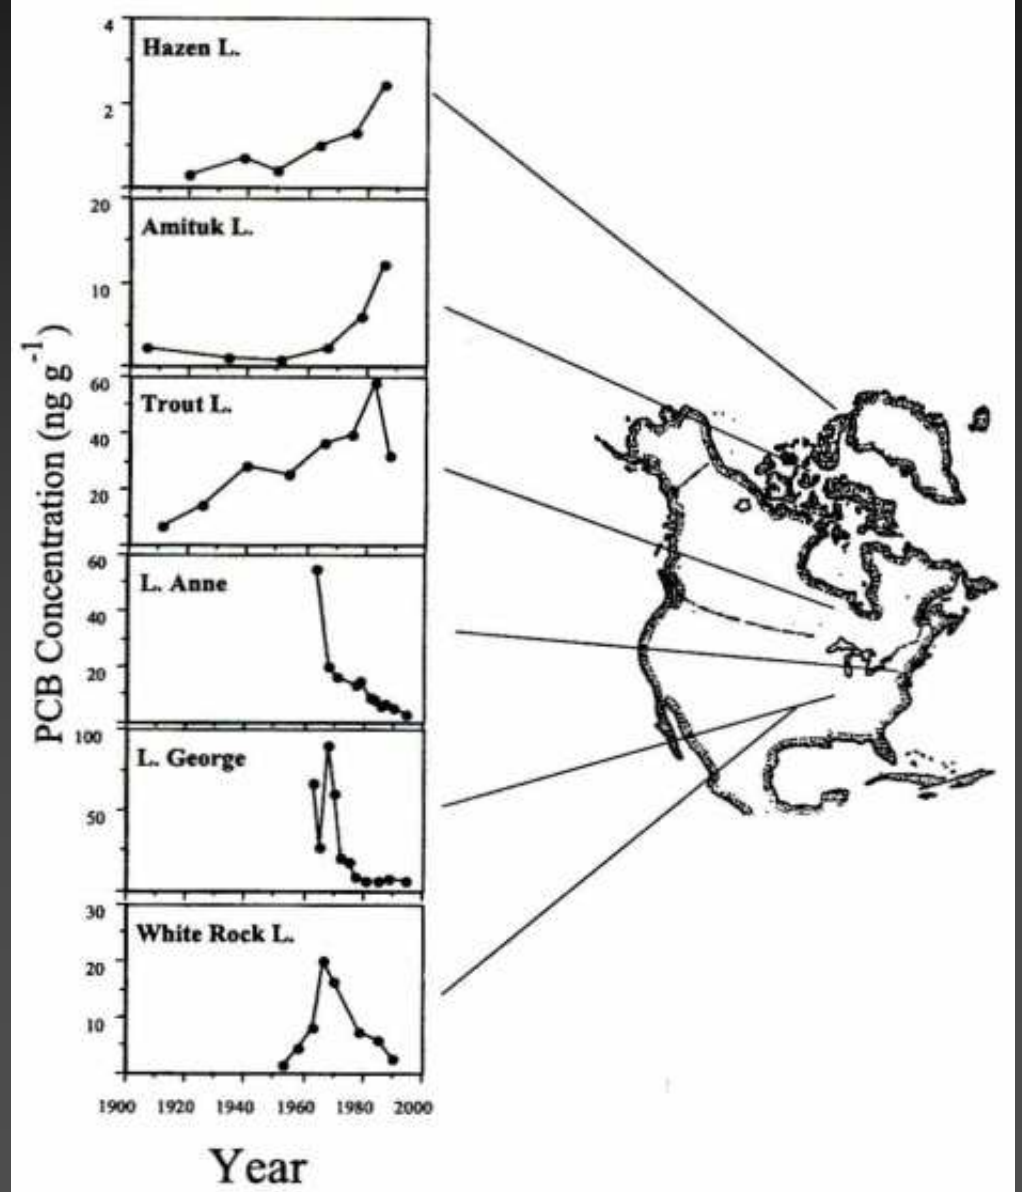 PCB Concentration (ng g⁻¹)
4
Hazen L.
2
20
Amituk L.
10
60
Trout L.
40
20
60
L. Anne
40
20
100
L. George
50
30
White Rock L.
20
10
1900 1920 1940 1960 1980 2000
Year